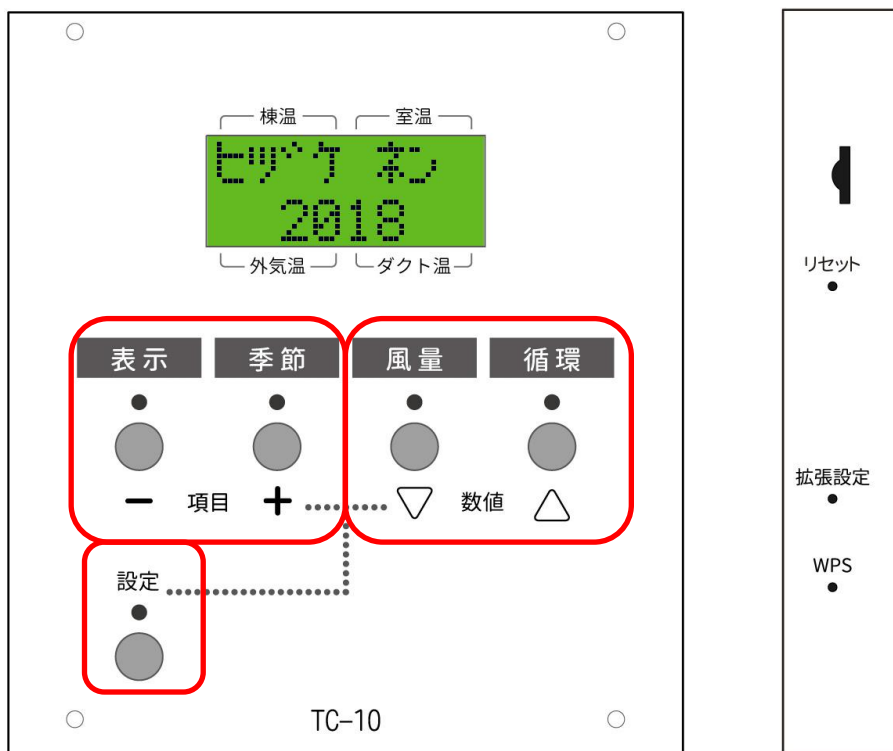 棟温 室温
ヒヅヘヶ ネン
2018
外気温 ダクト温
表示 季節 風量 循環
− 項目 + ▽ 数値 △
設定
TC−10
リセット
拡張設定
WPS